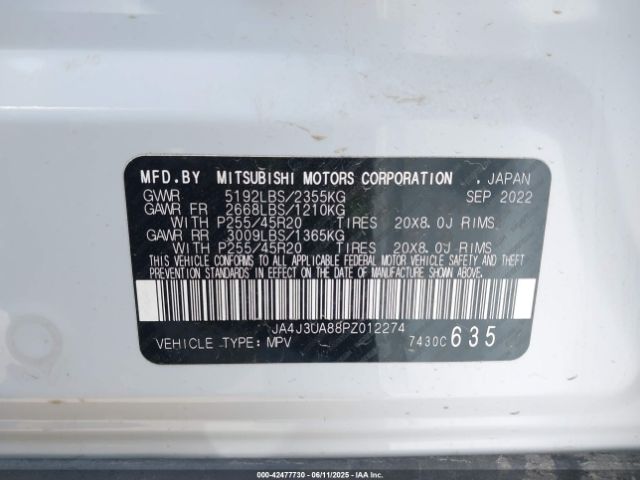 MFD.BY MITSUBISHI MOTORS CORPORATION . JAPAN
GVWR 5192LBS/2355KG SEP 2022
GAWR FR 2668LBS/1210KG
WITH P255/45R20 TIRES 20X8.0J RIMS
GAWR RR 3009LBS/1365KG
WITH P255/45R20 TIRES 20X8.0J RIMS
THIS VEHICLE CONFORMS TO ALL APPLICABLE FEDERAL MOTOR VEHICLE SAFETY AND THEFT
PREVENTION STANDARDS IN EFFECT ON THE DATE OF MANUFACTURE SHOWN ABOVE.
JA4J3UA88PZ012274
VEHICLE TYPE: MPV 7430C 635
000-42477730 - 06/11/2025 - IAAI.COM